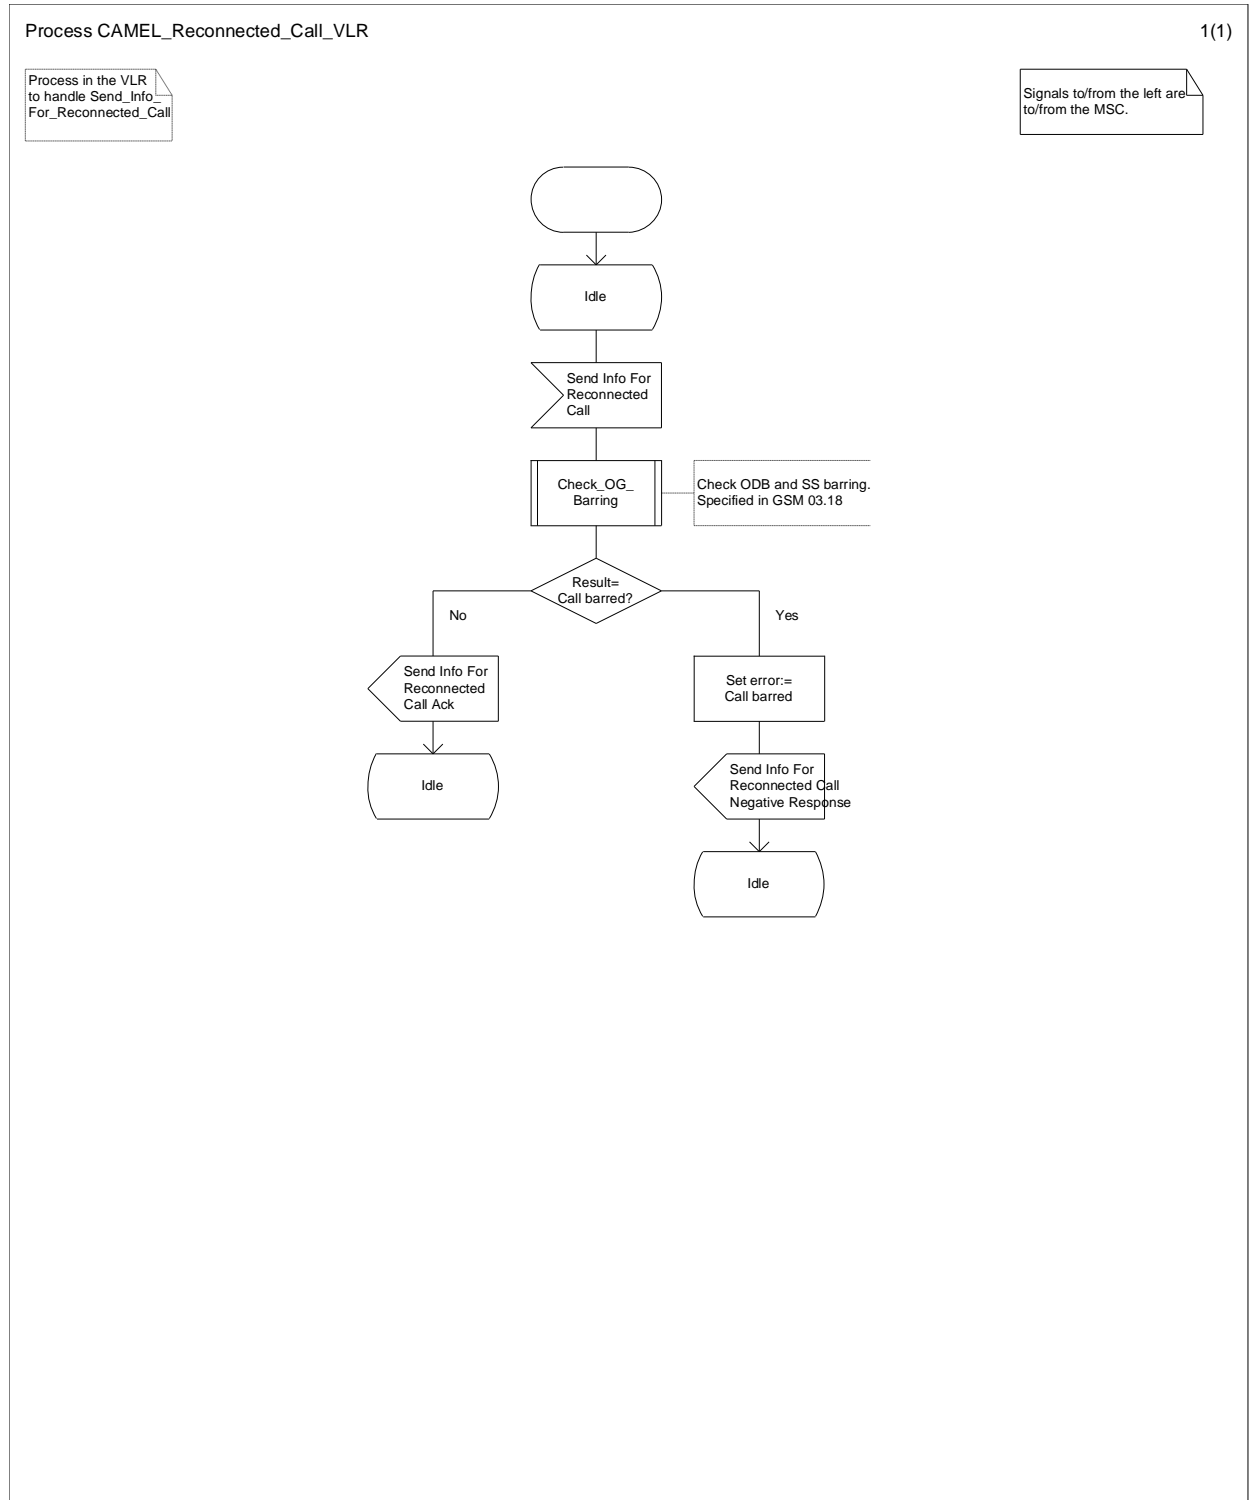 Process CAMEL_Reconnected_Call_VLR
1(1)
Process in the VLR
to handle Send_Info_
For_Reconnected_Call
Signals to/from the left are
to/from the MSC.
Idle
Send Info For
Reconnected
Call
Check_OG_
Barring
Check ODB and SS barring.
Specified in GSM 03.18
Result=
Call barred?
No
Yes
Send Info For
Reconnected
Call Ack
Set error:=
Call barred
Idle
Send Info For
Reconnected Call
Negative Response
Idle